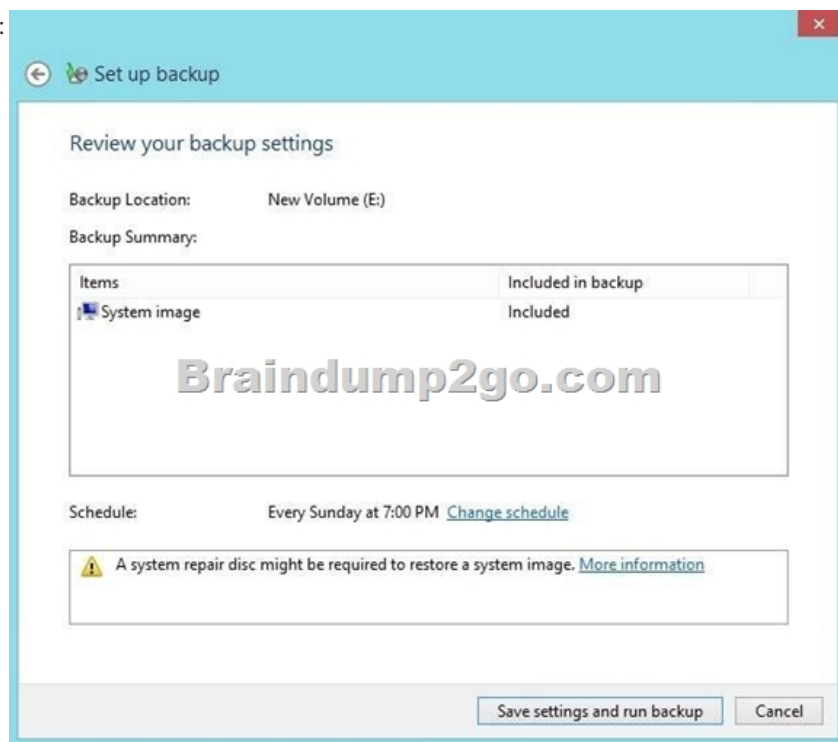 :
Set up backup
Review your backup settings
Backup Location: New Volume (E:)
Backup Summary:
Items Included in backup
System image Included
Braindump2go.com
Schedule: Every Sunday at 7:00 PM Change schedule
A system repair disc might be required to restore a system image. More information
Save settings and run backup Cancel